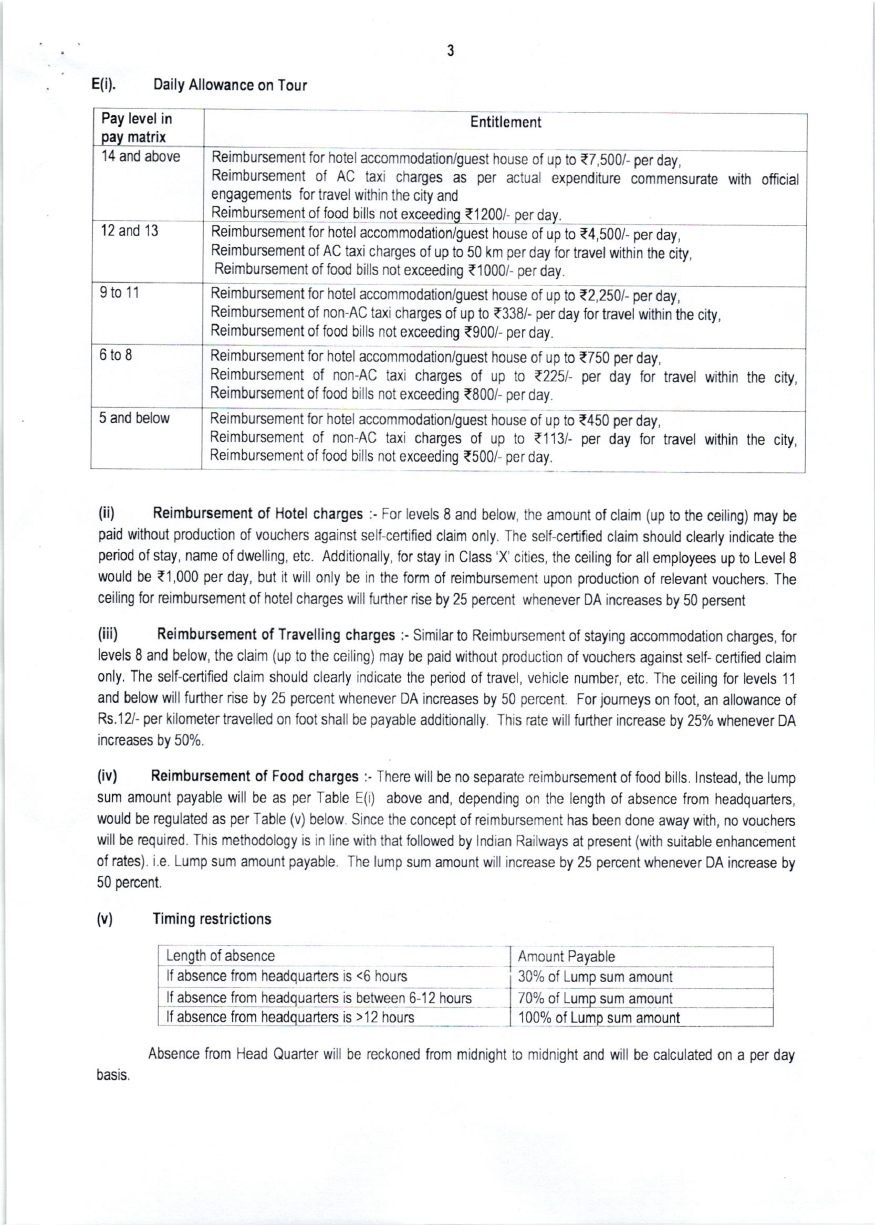 3
E(i). Daily Allowance on Tour
Pay level in
pay matrix
Entitlement
14 and above
Reimbursement for hotel accommodation/guest house of up to ₹7,500/- per day,
Reimbursement of AC taxi charges as per actual expenditure commensurate with official
engagements for travel within the city and
Reimbursement of food bills not exceeding ₹1200/- per day.
12 and 13
Reimbursement for hotel accommodation/guest house of up to ₹4,500/- per day,
Reimbursement of AC taxi charges of up to 50 km per day for travel within the city,
Reimbursement of food bills not exceeding ₹1000/- per day.
9 to 11
Reimbursement for hotel accommodation/guest house of up to ₹2,250/- per day,
Reimbursement of non-AC taxi charges of up to ₹338/- per day for travel within the city,
Reimbursement of food bills not exceeding ₹900/- per day.
6 to 8
Reimbursement for hotel accommodation/guest house of up to ₹750 per day,
Reimbursement of non-AC taxi charges of up to ₹225/- per day for travel within the city,
Reimbursement of food bills not exceeding ₹800/- per day.
5 and below
Reimbursement for hotel accommodation/guest house of up to ₹450 per day,
Reimbursement of non-AC taxi charges of up to ₹113/- per day for travel within the city,
Reimbursement of food bills not exceeding ₹500/- per day.
(ii) Reimbursement of Hotel charges :- For levels 8 and below, the amount of claim (up to the ceiling) may be
paid without production of vouchers against self-certified claim only. The self-certified claim should clearly indicate the
period of stay, name of dwelling, etc. Additionally, for stay in Class 'X' cities, the ceiling for all employees up to Level 8
would be ₹1,000 per day, but it will only be in the form of reimbursement upon production of relevant vouchers. The
ceiling for reimbursement of hotel charges will further rise by 25 percent whenever DA increases by 50 persent
(iii) Reimbursement of Travelling charges :- Similar to Reimbursement of staying accommodation charges, for
levels 8 and below, the claim (up to the ceiling) may be paid without production of vouchers against self- certified claim
only. The self-certified claim should clearly indicate the period of travel, vehicle number, etc. The ceiling for levels 11
and below will further rise by 25 percent whenever DA increases by 50 percent. For journeys on foot, an allowance of
Rs.12/- per kilometer travelled on foot shall be payable additionally. This rate will further increase by 25% whenever DA
increases by 50%.
(iv) Reimbursement of Food charges :- There will be no separate reimbursement of food bills. Instead, the lump
sum amount payable will be as per Table E(i) above and, depending on the length of absence from headquarters,
would be regulated as per Table (v) below. Since the concept of reimbursement has been done away with, no vouchers
will be required. This methodology is in line with that followed by Indian Railways at present (with suitable enhancement
of rates). i.e. Lump sum amount payable. The lump sum amount will increase by 25 percent whenever DA increase by
50 percent.
(v) Timing restrictions
Length of absence
Amount Payable
If absence from headquarters is <6 hours
30% of Lump sum amount
If absence from headquarters is between 6-12 hours
70% of Lump sum amount
If absence from headquarters is >12 hours
100% of Lump sum amount
Absence from Head Quarter will be reckoned from midnight to midnight and will be calculated on a per day
basis.